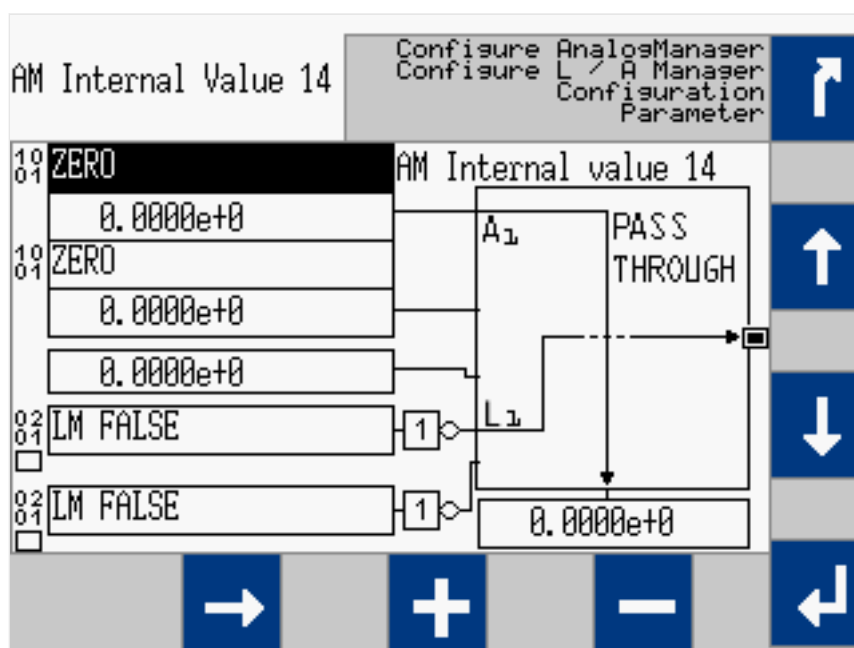 AM Internal Value 14
Configure AnalogManager
Configure L / A Manager
Configuration
Parameter
10
01
ZERO
AM Internal value 14
0.0000e+0
A1
PASS
THROUGH
10
01
ZERO
0.0000e+0
0.0000e+0
02
01
LM FALSE
1
L1
02
01
LM FALSE
1
0.0000e+0